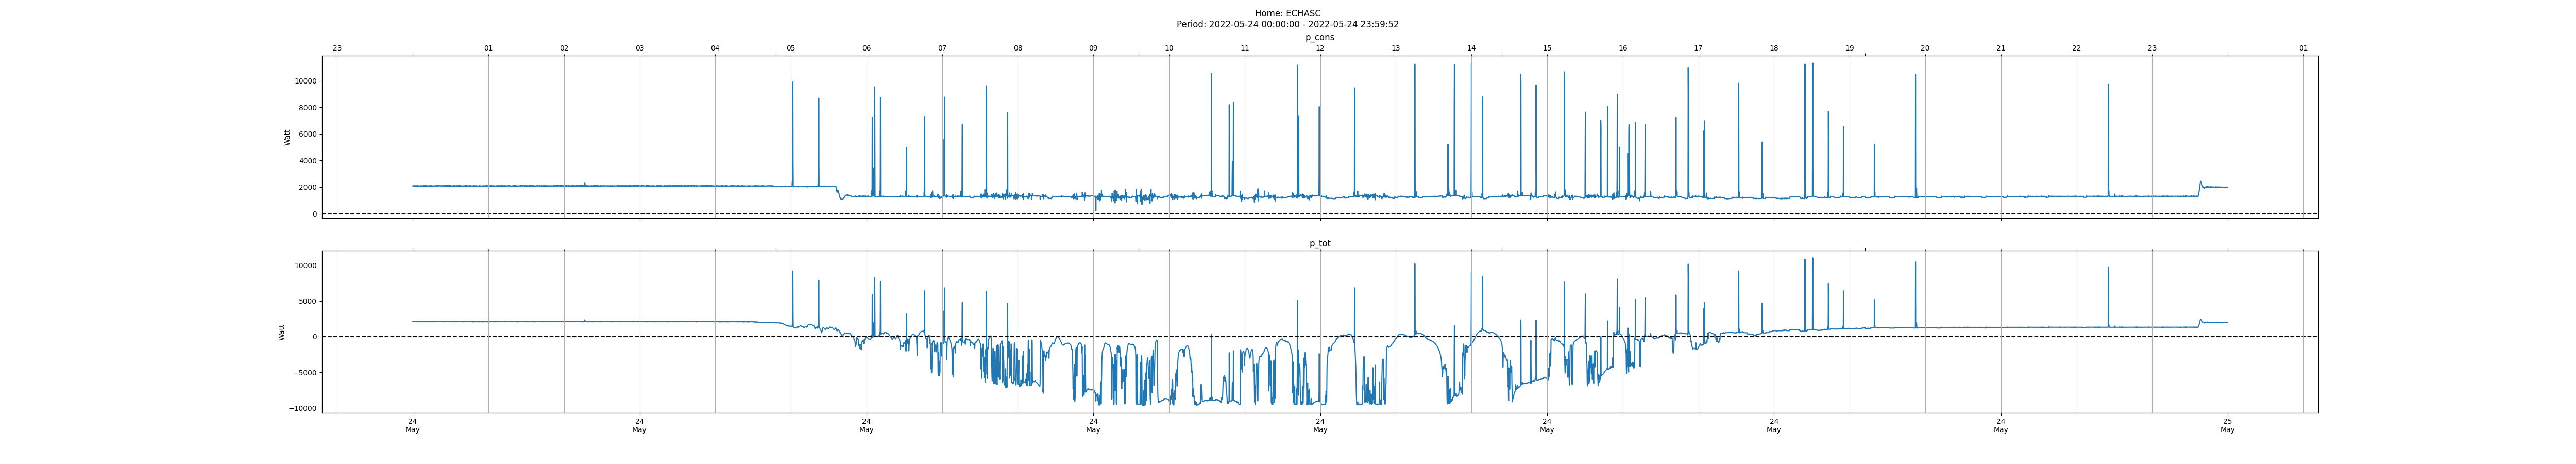 Home: ECHASC
Period: 2022-05-24 00:00:00 - 2022-05-24 23:59:52
p_cons
23 01 02 03 04 05 06 07 08 09 10 11 12 13 14 15 16 17 18 19 20 21 22 23 01
10000
8000
6000
4000
2000
0
Watt
p_tot
10000
5000
0
−5000
−10000
Watt
24 24 24 24 24 24 24 24 25
May May May May May May May May May